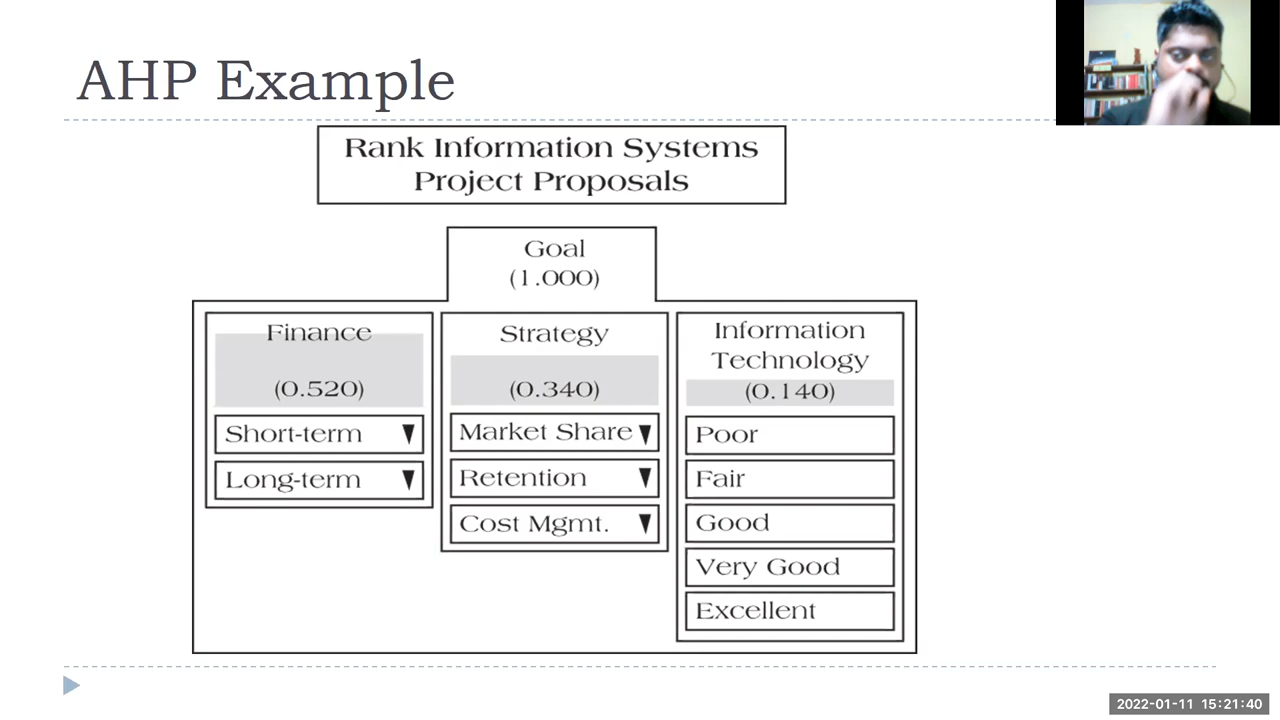 AHP Example
Rank Information Systems
Project Proposals
Goal
(1.000)
Finance
(0.520)
Short-term
Long-term
Strategy
(0.340)
Market Share
Retention
Cost Mgmt.
Information
Technology
(0.140)
Poor
Fair
Good
Very Good
Excellent
2022-01-11 15:21:40